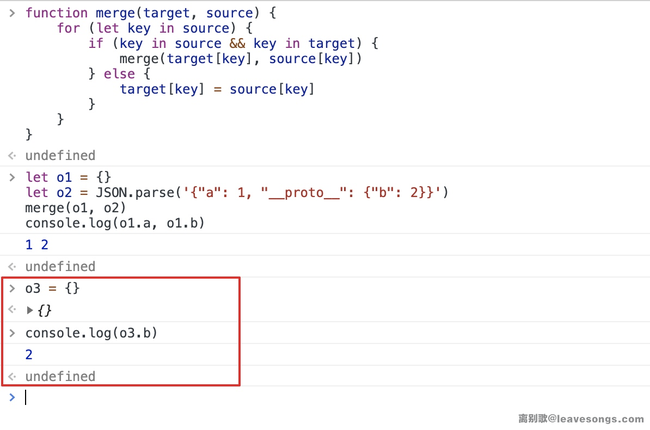 function merge(target, source) {
    for (let key in source) {
        if (key in source && key in target) {
            merge(target[key], source[key])
        } else {
            target[key] = source[key]
        }
    }
}
undefined
let o1 = {}
let o2 = JSON.parse('{"a": 1, "__proto__": {"b": 2}}')
merge(o1, o2)
console.log(o1.a, o1.b)
1 2
undefined
o3 = {}
{}
console.log(o3.b)
2
undefined
离别歌@leavesongs.com